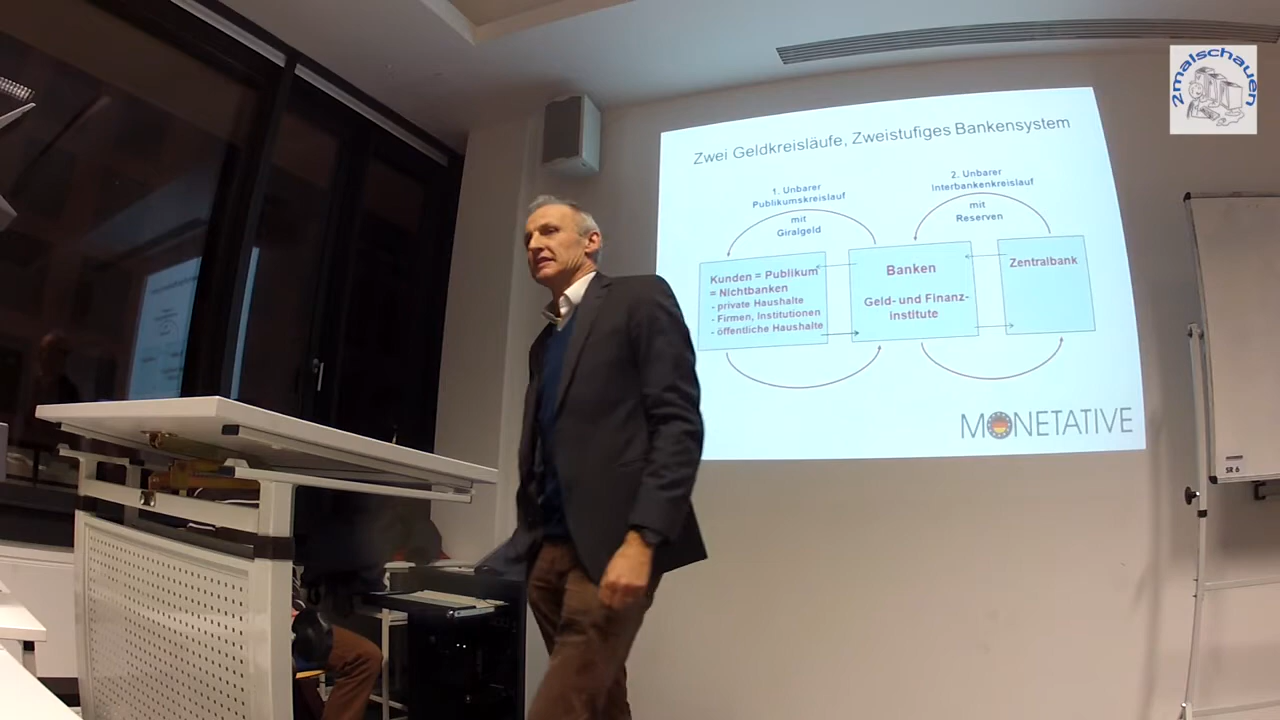 2malschauen
Zwei Geldkreisläufe, Zweistufiges Bankensystem
1. Unbarer
Publikumskreislauf
mit
Giralgeld
2. Unbarer
Interbankenkreislauf
mit
Reserven
Kunden = Publikum
= Nichtbanken
- private Haushalte
- Firmen, Institutionen
- öffentliche Haushalte
Banken
Geld- und Finanz-
institute
Zentralbank
MONETATIVE
SR 6